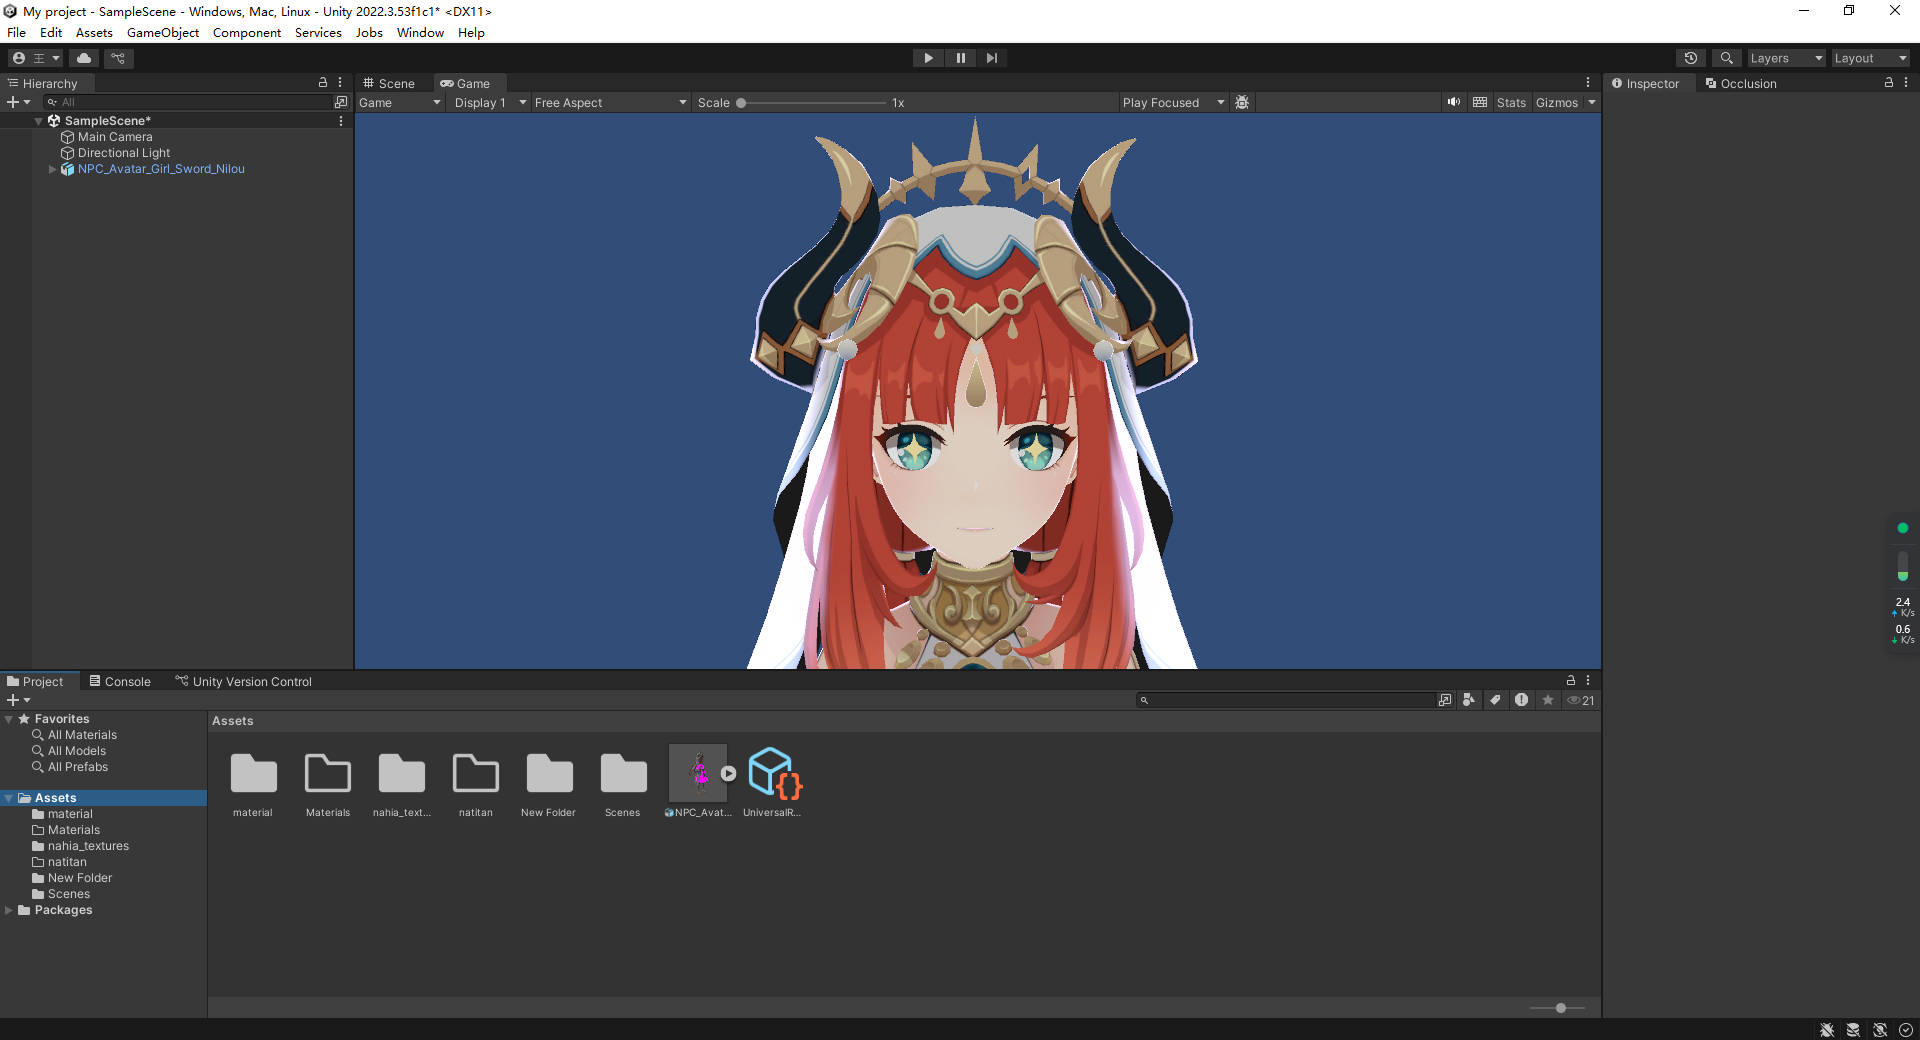 My project - SampleScene - Windows, Mac, Linux - Unity 2022.3.53f1c1* <DX11>
File Edit Assets GameObject Component Services Jobs Window Help
王 Layers Layout
Hierarchy
All
SampleScene*
Main Camera
Directional Light
NPC_Avatar_Girl_Sword_Nilou
Scene Game
Game Display 1 Free Aspect Scale 1x Play Focused Stats Gizmos
Inspector Occlusion
2.4
K/s
0.6
K/s
Project Console Unity Version Control
21
Favorites
All Materials
All Models
All Prefabs
Assets
material
Materials
nahia_textures
natitan
New Folder
Scenes
Packages
Assets
material Materials nahia_text... natitan New Folder Scenes NPC_Avat... UniversalR...